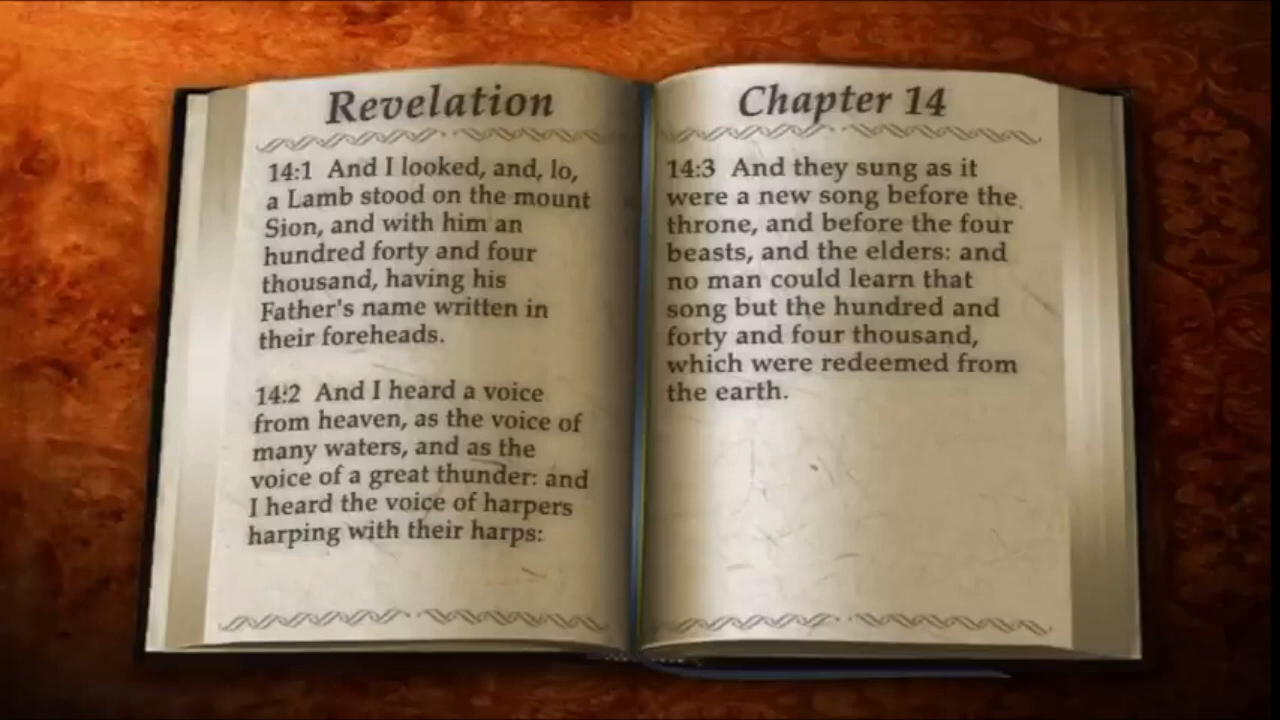 Revelation
14:1 And I looked, and, lo,
a Lamb stood on the mount
Sion, and with him an
hundred forty and four
thousand, having his
Father's name written in
their foreheads.
14:2 And I heard a voice
from heaven, as the voice of
many waters, and as the
voice of a great thunder: and
I heard the voice of harpers
harping with their harps:
Chapter 14
14:3 And they sung as it
were a new song before the
throne, and before the four
beasts, and the elders: and
no man could learn that
song but the hundred and
forty and four thousand,
which were redeemed from
the earth.